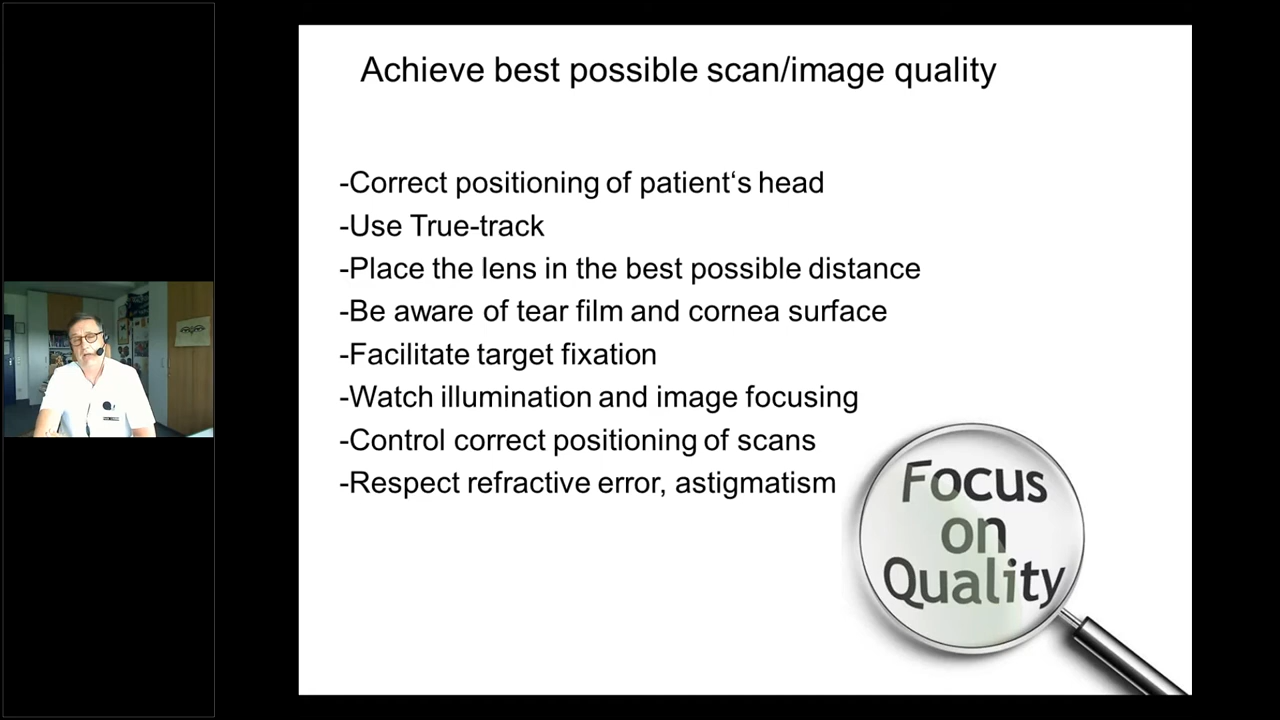 Achieve best possible scan/image quality
-Correct positioning of patient‘s head
-Use True-track
-Place the lens in the best possible distance
-Be aware of tear film and cornea surface
-Facilitate target fixation
-Watch illumination and image focusing
-Control correct positioning of scans
-Respect refractive error, astigmatism
Focus
on
Quality